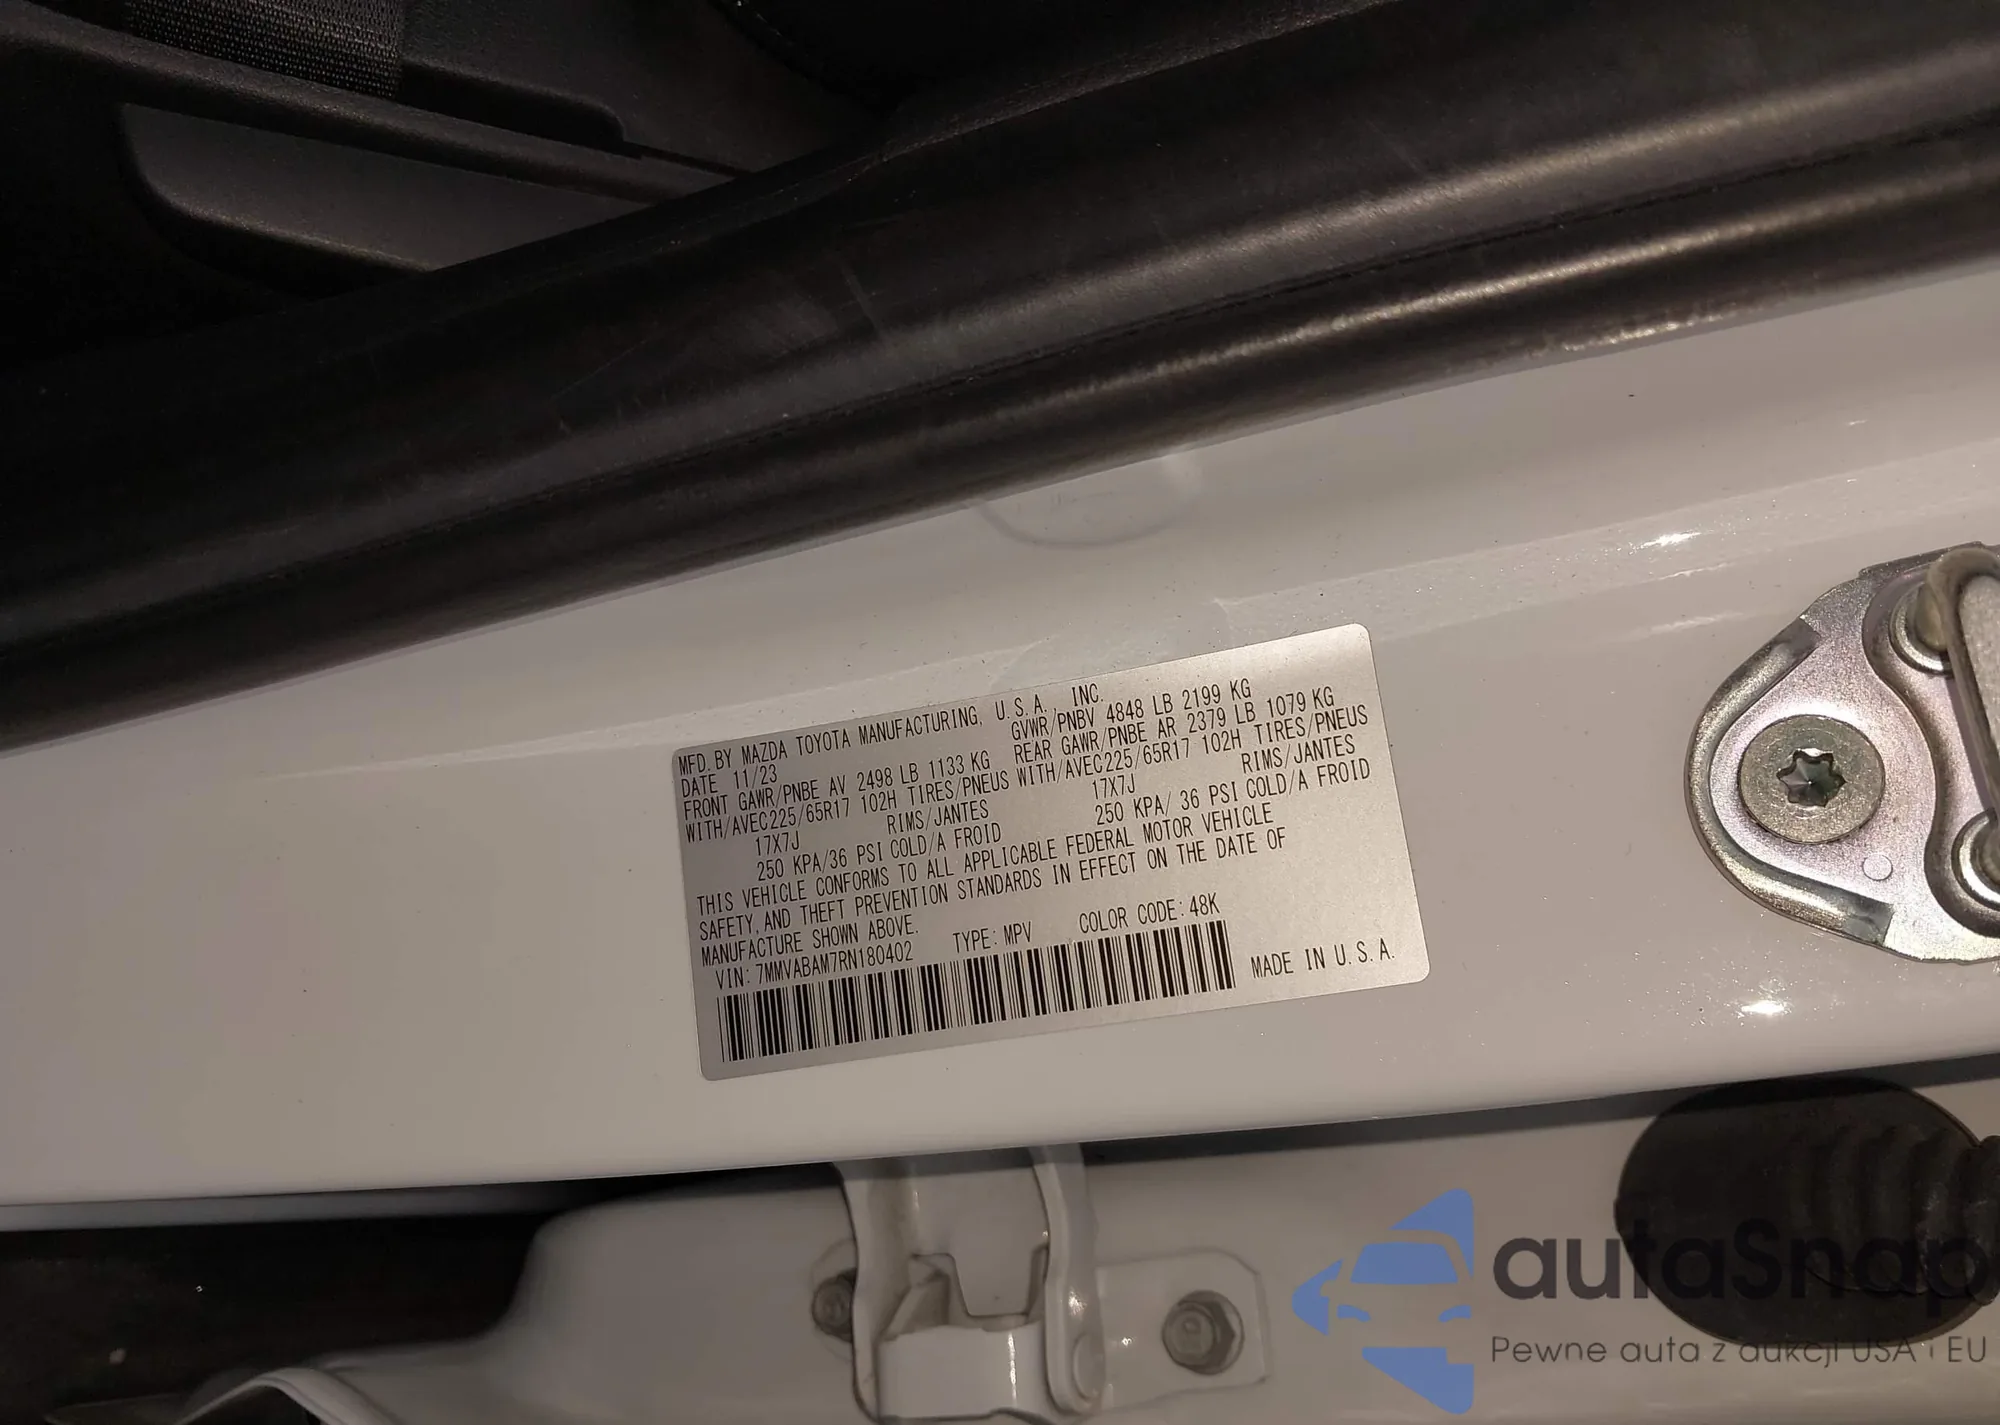 MFD. BY MAZDA TOYOTA MANUFACTURING, U.S.A., INC.
DATE 11/23 GVWR/PNBV 4848 LB 2199 KG
FRONT GAWR/PNBE AV 2498 LB 1133 KG REAR GAWR/PNBE AR 2379 LB 1079 KG
WITH/AVEC225/65R17 102H TIRES/PNEUS WITH/AVEC225/65R17 102H TIRES/PNEUS
17X7J RIMS/JANTES 17X7J RIMS/JANTES
250 KPA/36 PSI COLD/A FROID 250 KPA/ 36 PSI COLD/A FROID
THIS VEHICLE CONFORMS TO ALL APPLICABLE FEDERAL MOTOR VEHICLE
SAFETY, AND THEFT PREVENTION STANDARDS IN EFFECT ON THE DATE OF
MANUFACTURE SHOWN ABOVE.
VIN: 7MMVABAM7RN180402 TYPE: MPV COLOR CODE: 48K
MADE IN U.S.A.
autaSnap
Pewne auta z aukcji USA i EU